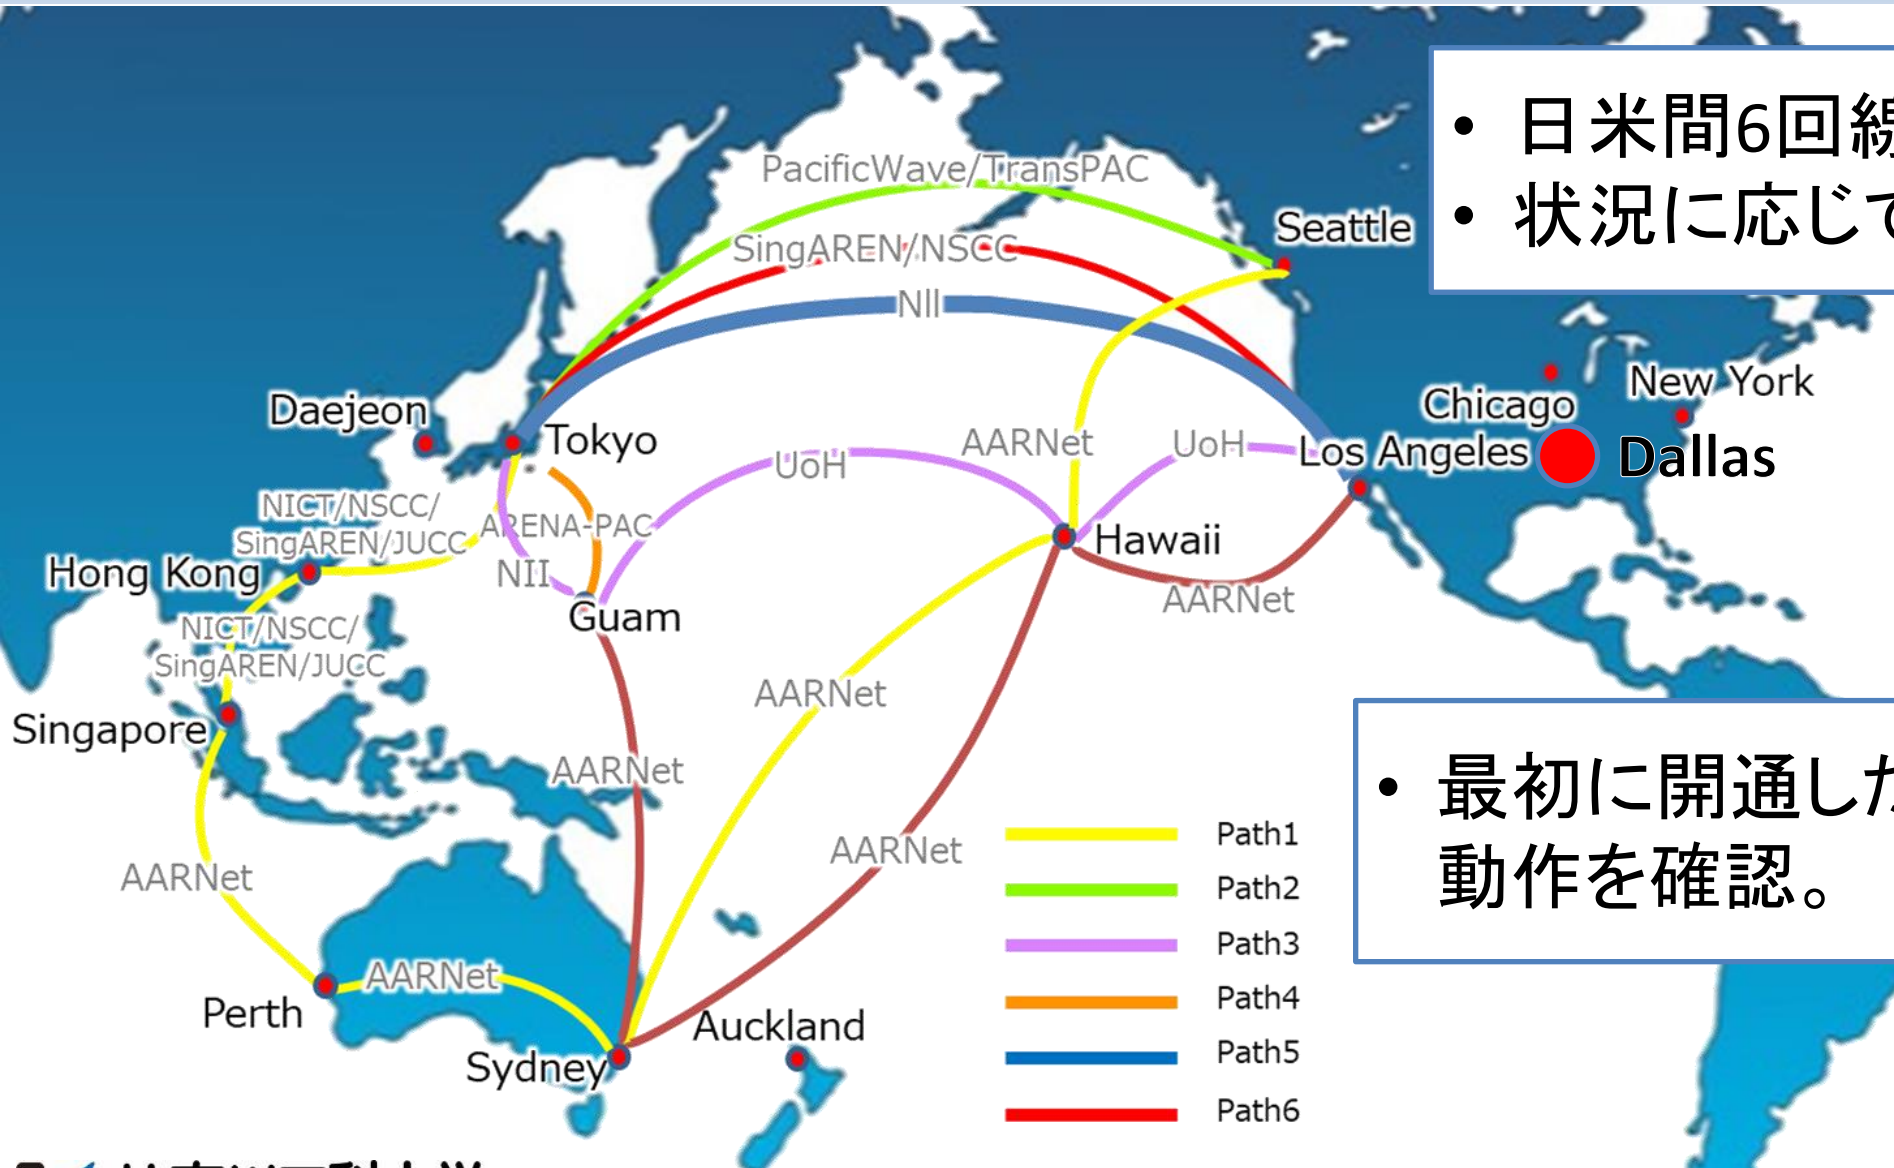 • 日米間6回線
• 状況に応じて
PacificWave/TransPAC
Seattle
SingAREN/NSCC
NII
Daejeon
Tokyo
Chicago
New York
AARNet
UoH
Los Angeles
Dallas
UoH
NICT/NSCC/
SingAREN/JUCC
ARENA-PAC
Hawaii
Hong Kong
NII
AARNet
Guam
NICT/NSCC/
SingAREN/JUCC
AARNet
Singapore
AARNet
• 最初に開通した
動作を確認。
AARNet
Path1
AARNet
Path2
Path3
AARNet
Perth
Path4
Auckland
Sydney
Path5
Path6